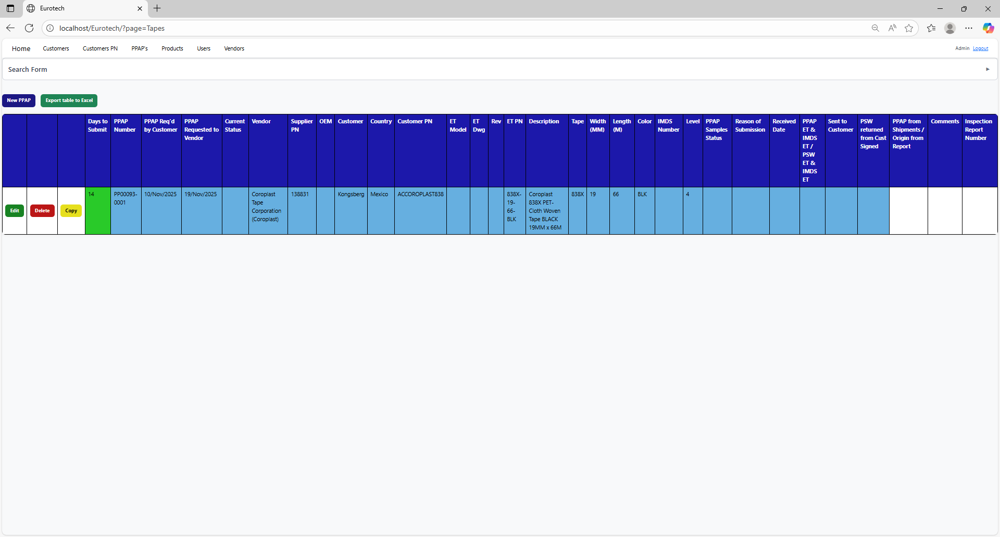 Eurotech
localhost/Eurotech/?page=Tapes
Home Customers Customers PN PPAP's Products Users Vendors Admin Logout
Search Form
New PPAP Export table to Excel
Days to Submit
PPAP Number
PPAP Req'd by Customer
PPAP Requested to Vendor
Current Status
Vendor
Supplier PN
OEM
Customer
Country
Customer PN
ET Model
ET Dwg
Rev
ET PN
Description
Tape
Width (MM)
Length (M)
Color
IMDS Number
Level
PPAP Samples Status
Reason of Submission
Received Date
PPAP ET & IMDS ET / PSW ET & IMDS ET
Sent to Customer
PSW returned from Cust Signed
PPAP from Shipments / Origin from Report
Comments
Inspection Report Number
Edit
Delete
Copy
14
PP00093-0001
10/Nov/2025
19/Nov/2025
Coroplast Tape Corporation (Coroplast)
138831
Kongsberg
Mexico
ACCOROPLAST838
838X-19-66-BLK
Coroplast 838X PET-Cloth Woven Tape BLACK 19MM x 66M
838X
19
66
BLK
4